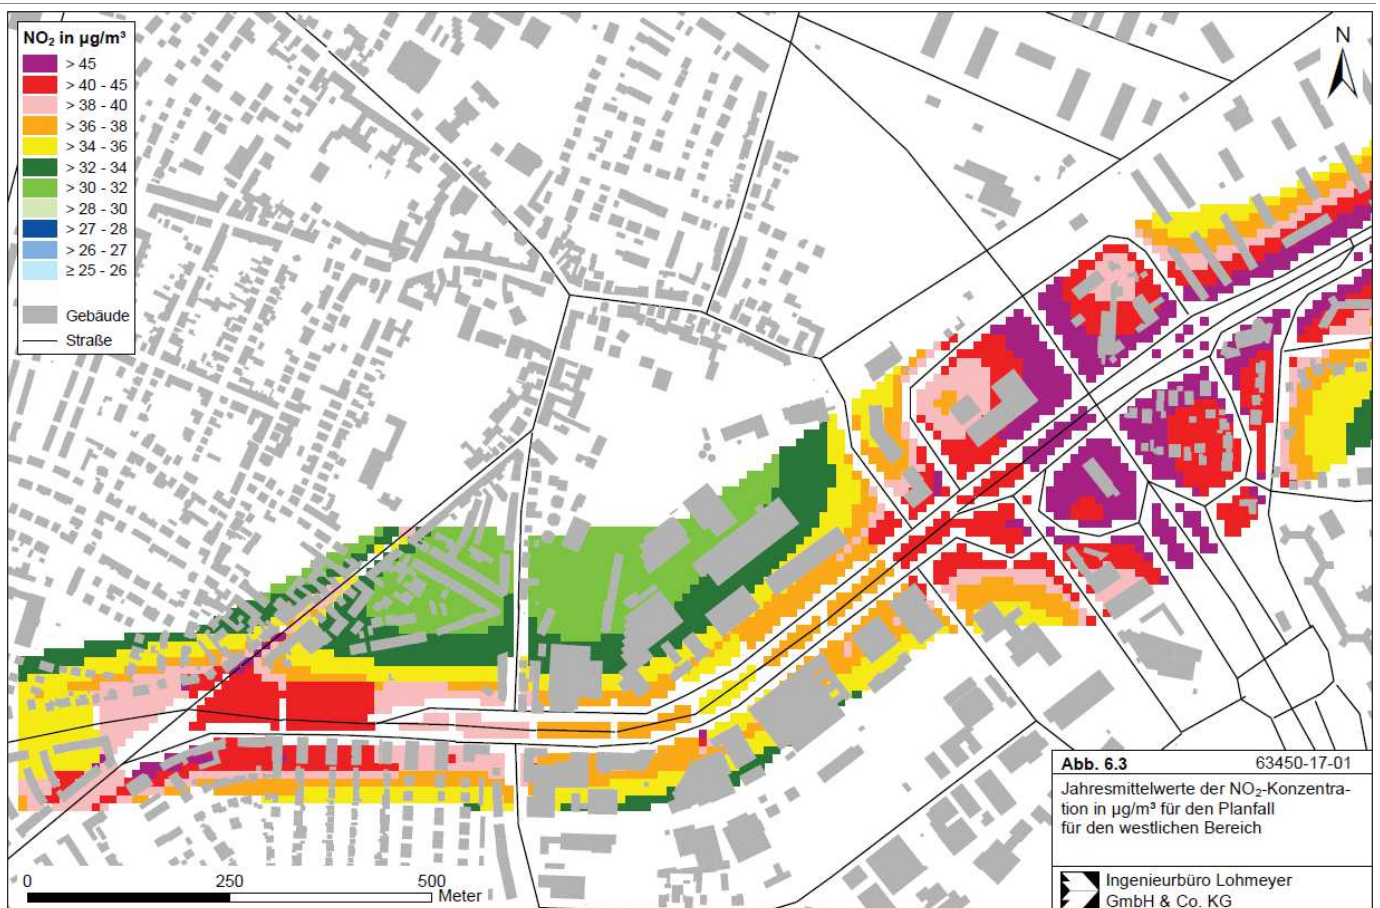 NO₂ in µg/m³
> 45
> 40 - 45
> 38 - 40
> 36 - 38
> 34 - 36
> 32 - 34
> 30 - 32
> 28 - 30
> 27 - 28
> 26 - 27
≥ 25 - 26
Gebäude
Straße
N
0 250 500 Meter
Abb. 6.3 63450-17-01
Jahresmittelwerte der NO₂-Konzentra-
tion in µg/m³ für den Planfall
für den westlichen Bereich
Ingenieurbüro Lohmeyer
GmbH & Co. KG